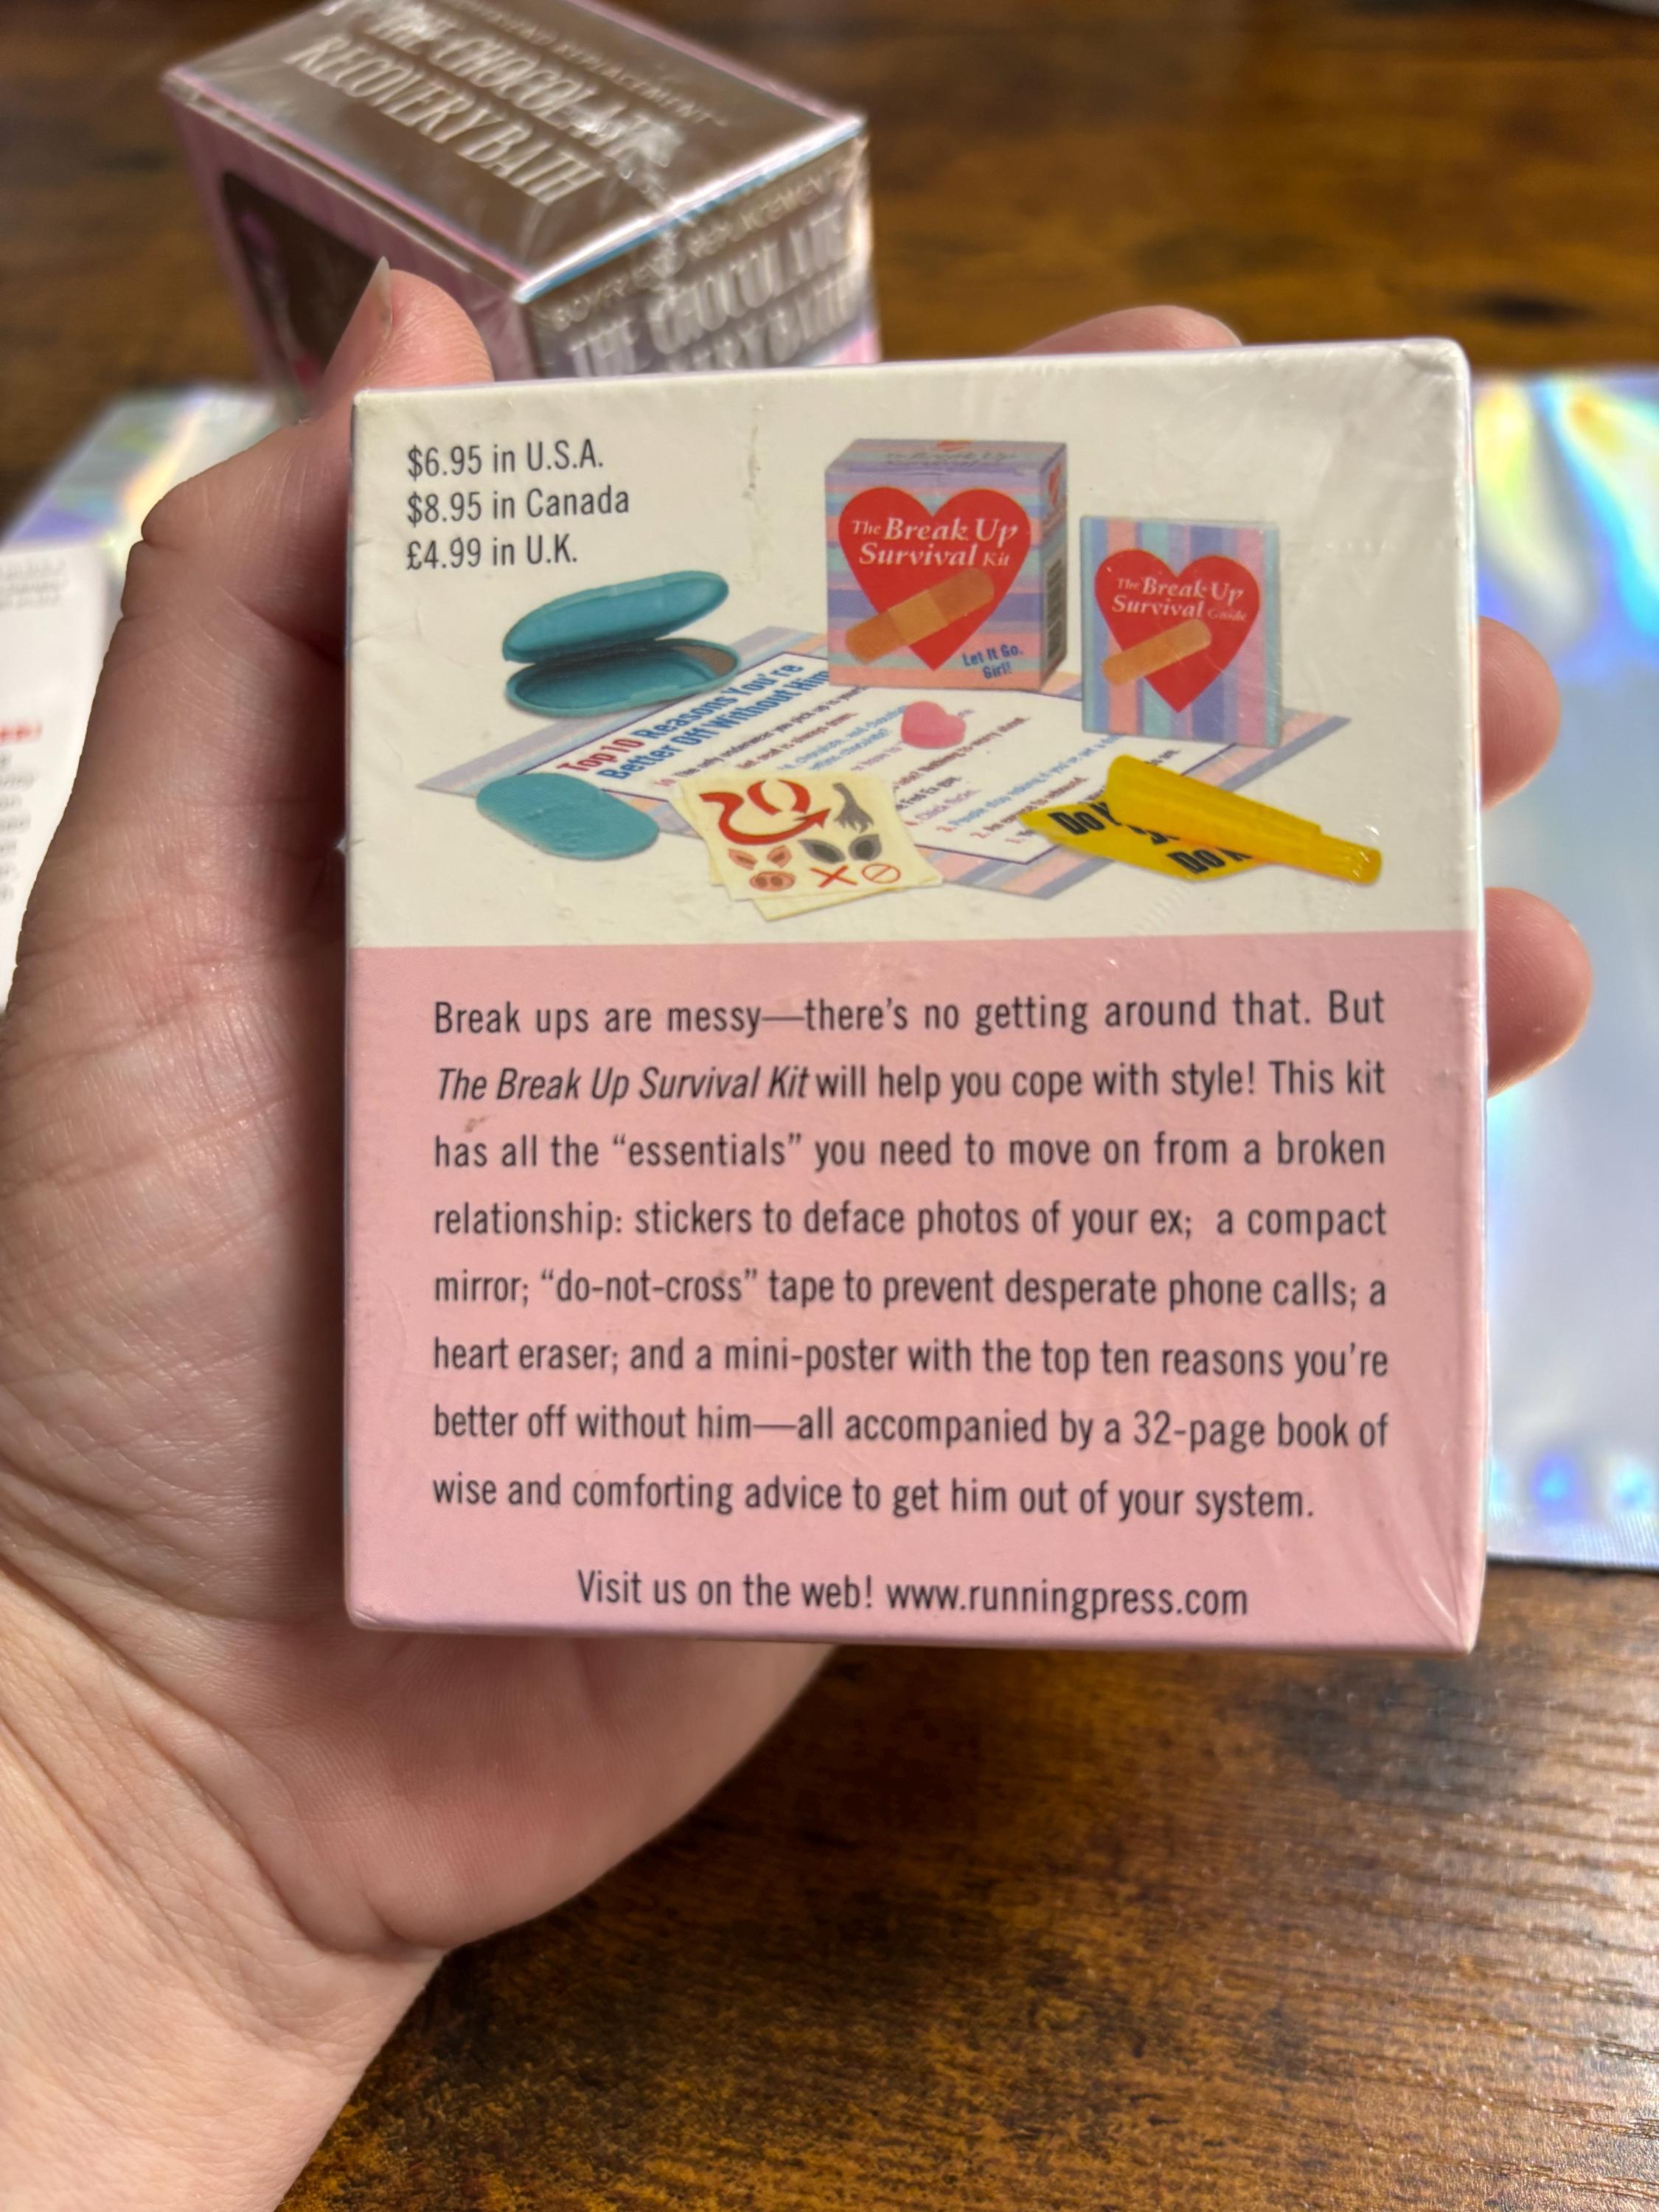 THE CHOCOLATE
RECOVERY BATH
THE CHOCOLATE
$6.95 in U.S.A.
$8.95 in Canada
£4.99 in U.K.
The Break Up
Survival Kit
Let It Go,
Girl!
The Break Up
Survival Guide
Top 10 Reasons You're
Better Off Without Him
Do
Do
Break ups are messy—there's no getting around that. But
The Break Up Survival Kit will help you cope with style! This kit
has all the “essentials” you need to move on from a broken
relationship: stickers to deface photos of your ex; a compact
mirror; “do-not-cross” tape to prevent desperate phone calls; a
heart eraser; and a mini-poster with the top ten reasons you're
better off without him—all accompanied by a 32-page book of
wise and comforting advice to get him out of your system.
Visit us on the web! www.runningpress.com